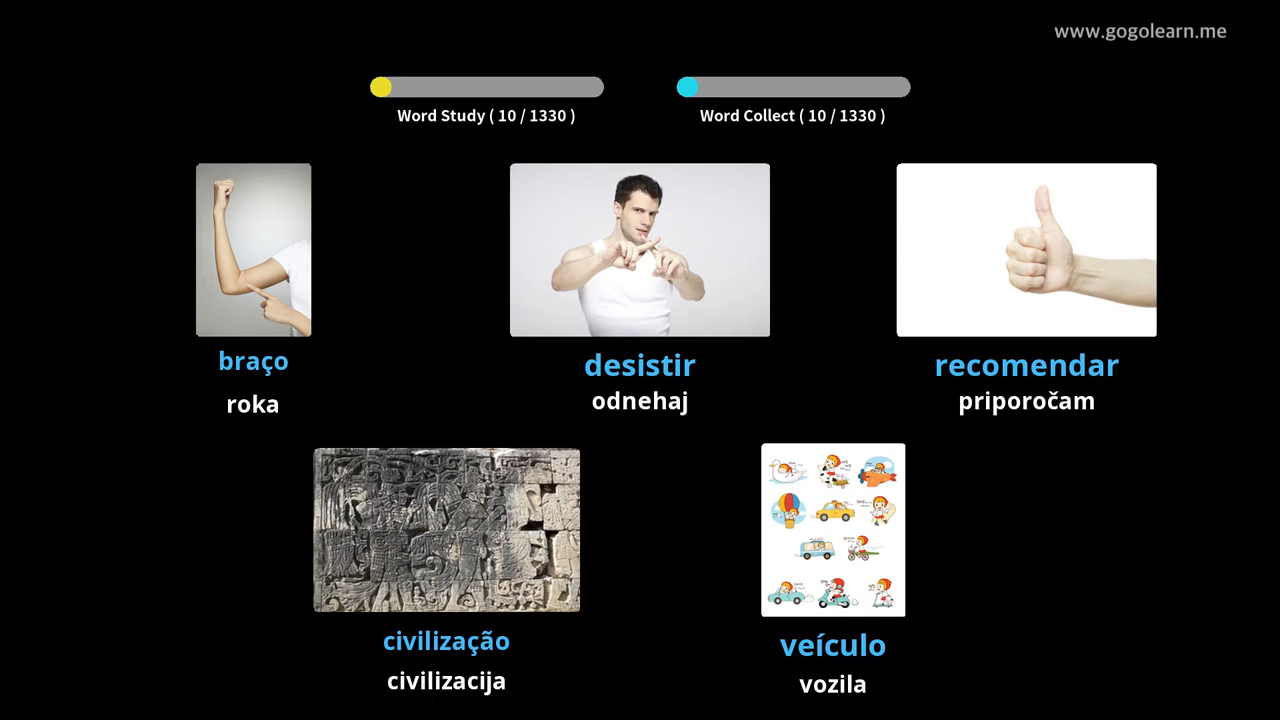 www.gogolearn.me
Word Study ( 10 / 1330 )
Word Collect ( 10 / 1330 )
braço
roka
desistir
odnehaj
recomendar
priporočam
civilização
civilizacija
veículo
vozila